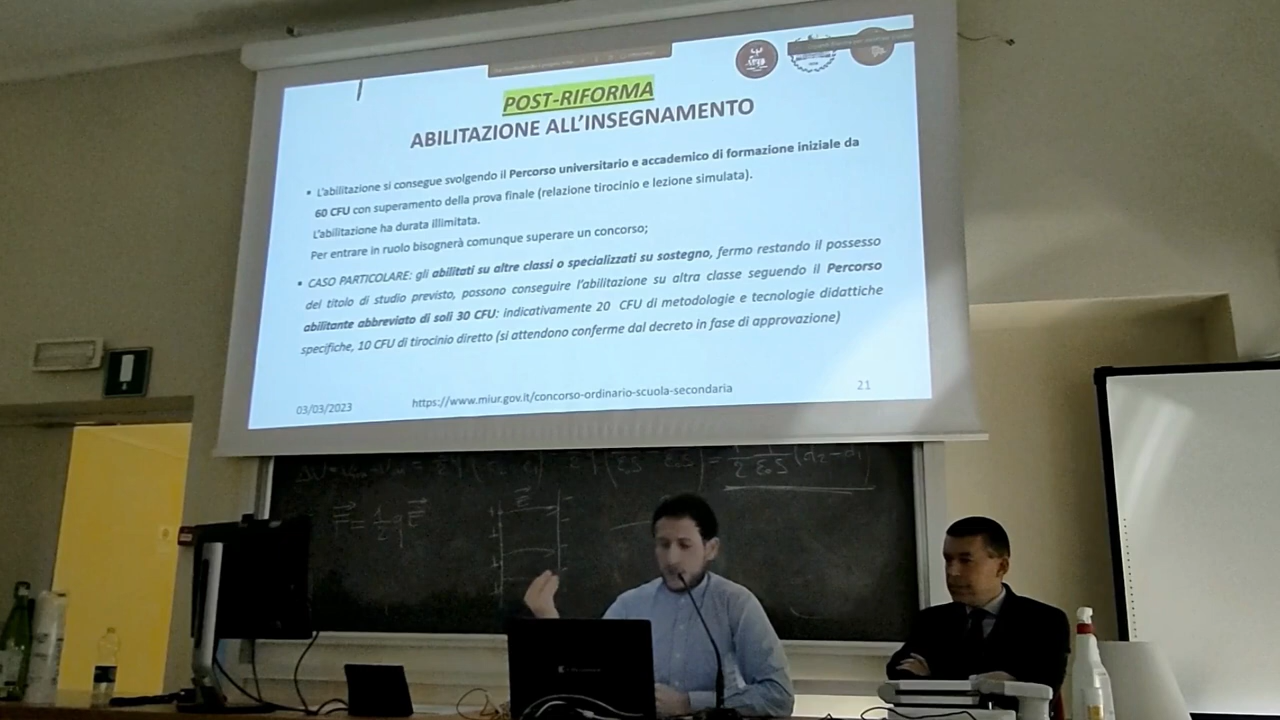 POST-RIFORMA
ABILITAZIONE ALL'INSEGNAMENTO
• L'abilitazione si consegue svolgendo il Percorso universitario e accademico di formazione iniziale da
60 CFU con superamento della prova finale (relazione tirocinio e lezione simulata).
L'abilitazione ha durata illimitata.
Per entrare in ruolo bisognerà comunque superare un concorso;
• CASO PARTICOLARE: gli abilitati su altre classi o specializzati su sostegno, fermo restando il possesso
del titolo di studio previsto, possono conseguire l'abilitazione su altra classe seguendo il Percorso
abilitante abbreviato di soli 30 CFU: indicativamente 20 CFU di metodologie e tecnologie didattiche
specifiche, 10 CFU di tirocinio diretto (si attendono conferme dal decreto in fase di approvazione)
03/03/2023
https://www.miur.gov.it/concorso-ordinario-scuola-secondaria
21